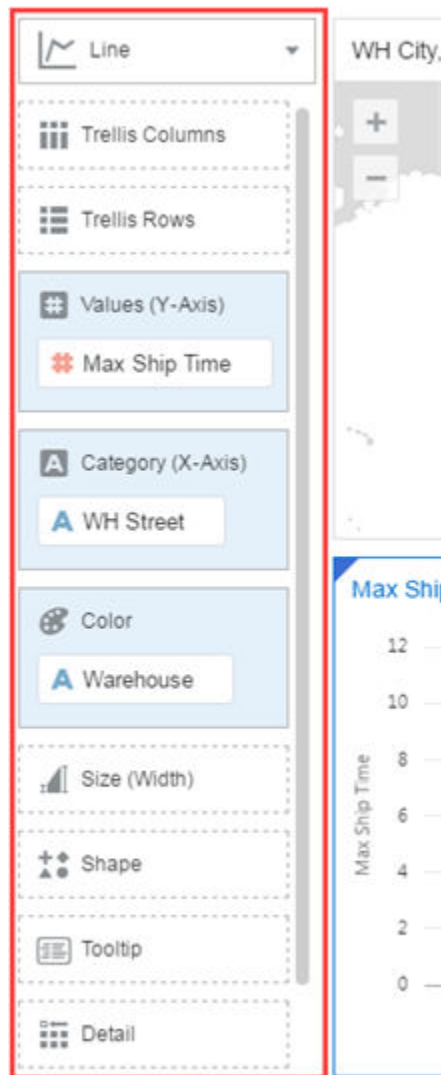 Line
Trellis Columns
Trellis Rows
Values (Y-Axis)
Max Ship Time
Category (X-Axis)
A WH Street
Color
A Warehouse
Size (Width)
Shape
Tooltip
Detail
WH City,
+
−
Max Ship
12
10
8
6
4
2
0
Max Ship Time